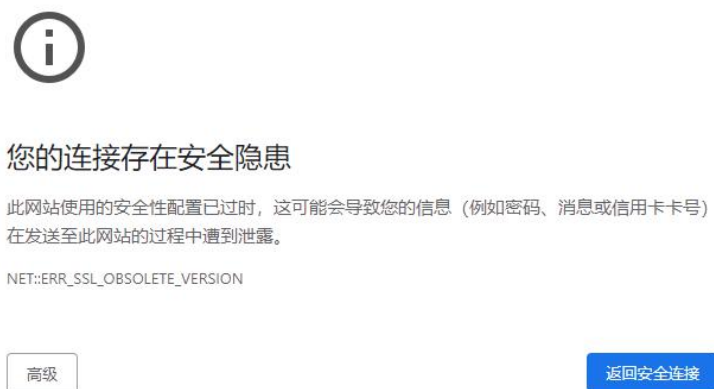 您的连接存在安全隐患
此网站使用的安全性配置已过时，这可能会导致您的信息（例如密码、消息或信用卡卡号）
在发送至此网站的过程中遭到泄露。
NET::ERR_SSL_OBSOLETE_VERSION
高级
返回安全连接